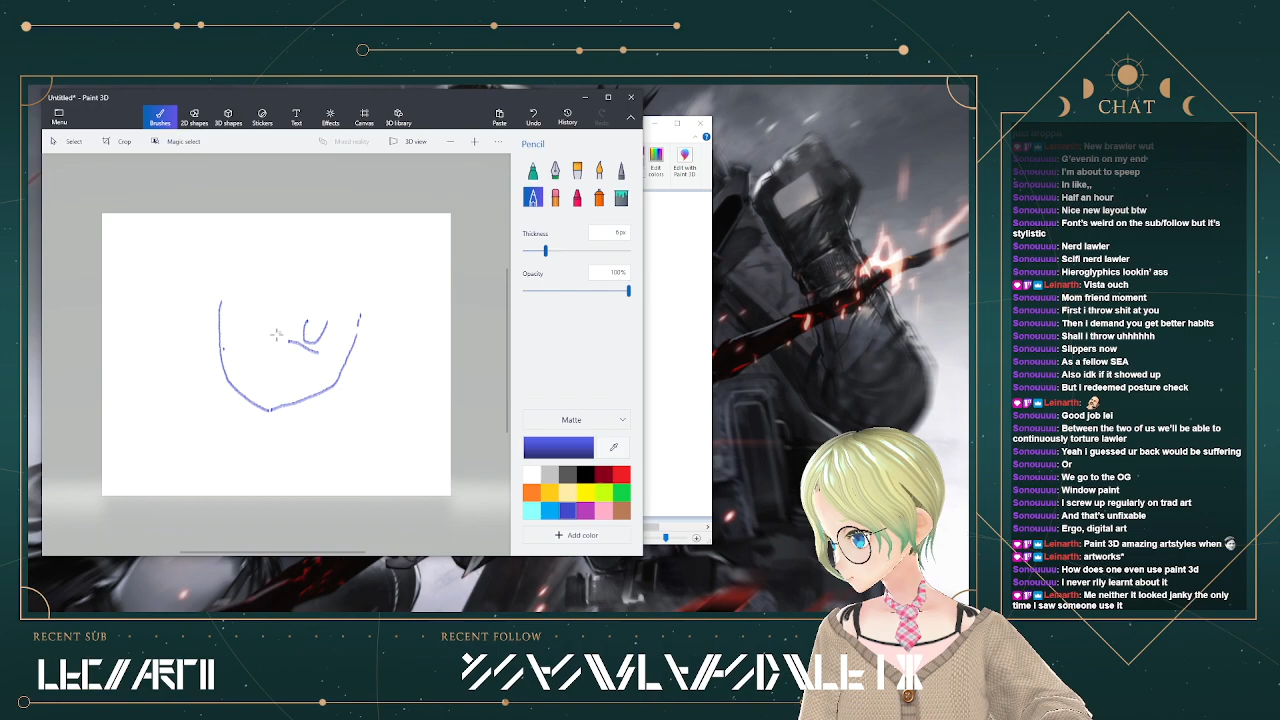 CHAT
Untitled* - Paint 3D
Menu
Brushes
2D shapes
3D shapes
Stickers
Text
Effects
Canvas
3D library
Paste
Undo
History
Redo
Select
Crop
Magic select
Mixed reality
3D view
Pencil
Thickness
6px
Opacity
100%
Matte
Add color
Edit
colors
Edit with
Paint 3D
Leinarth: New brawler wut
Sonouuuu: G'evenin on my end
Sonouuuu: I'm about to speep
Sonouuuu: In like,,
Sonouuuu: Half an hour
Sonouuuu: Nice new layout btw
Sonouuuu: Font's weird on the sub/follow but it's
stylistic
Sonouuuu: Nerd lawler
Sonouuuu: Scifi nerd lawler
Sonouuuu: Hieroglyphics lookin' ass
Leinarth: Vista ouch
Sonouuuu: Mom friend moment
Sonouuuu: First i throw shit at you
Sonouuuu: Then i demand you get better habits
Sonouuuu: Shall i throw uhhhhhh
Sonouuuu: Slippers now
Sonouuuu: As a fellow SEA
Sonouuuu: Also idk if it showed up
Sonouuuu: But I redeemed posture check
Leinarth:
Sonouuuu: Good job lei
Sonouuuu: Between the two of us we'll be able to
continuously torture lawler
Sonouuuu: Yeah i guessed ur back would be suffering
Sonouuuu: Or
Sonouuuu: We go to the OG
Sonouuuu: Window paint
Sonouuuu: I screw up regularly on trad art
Sonouuuu: And that's unfixable
Sonouuuu: Ergo, digital art
Leinarth: Paint 3D amazing artstyles when
Leinarth: artworks*
Sonouuuu: How does one even use paint 3d
Sonouuuu: I never rlly learnt about it
Leinarth: Me neither it looked janky the only
time I saw someone use it
RECENT SUB
RECENT FOLLOW